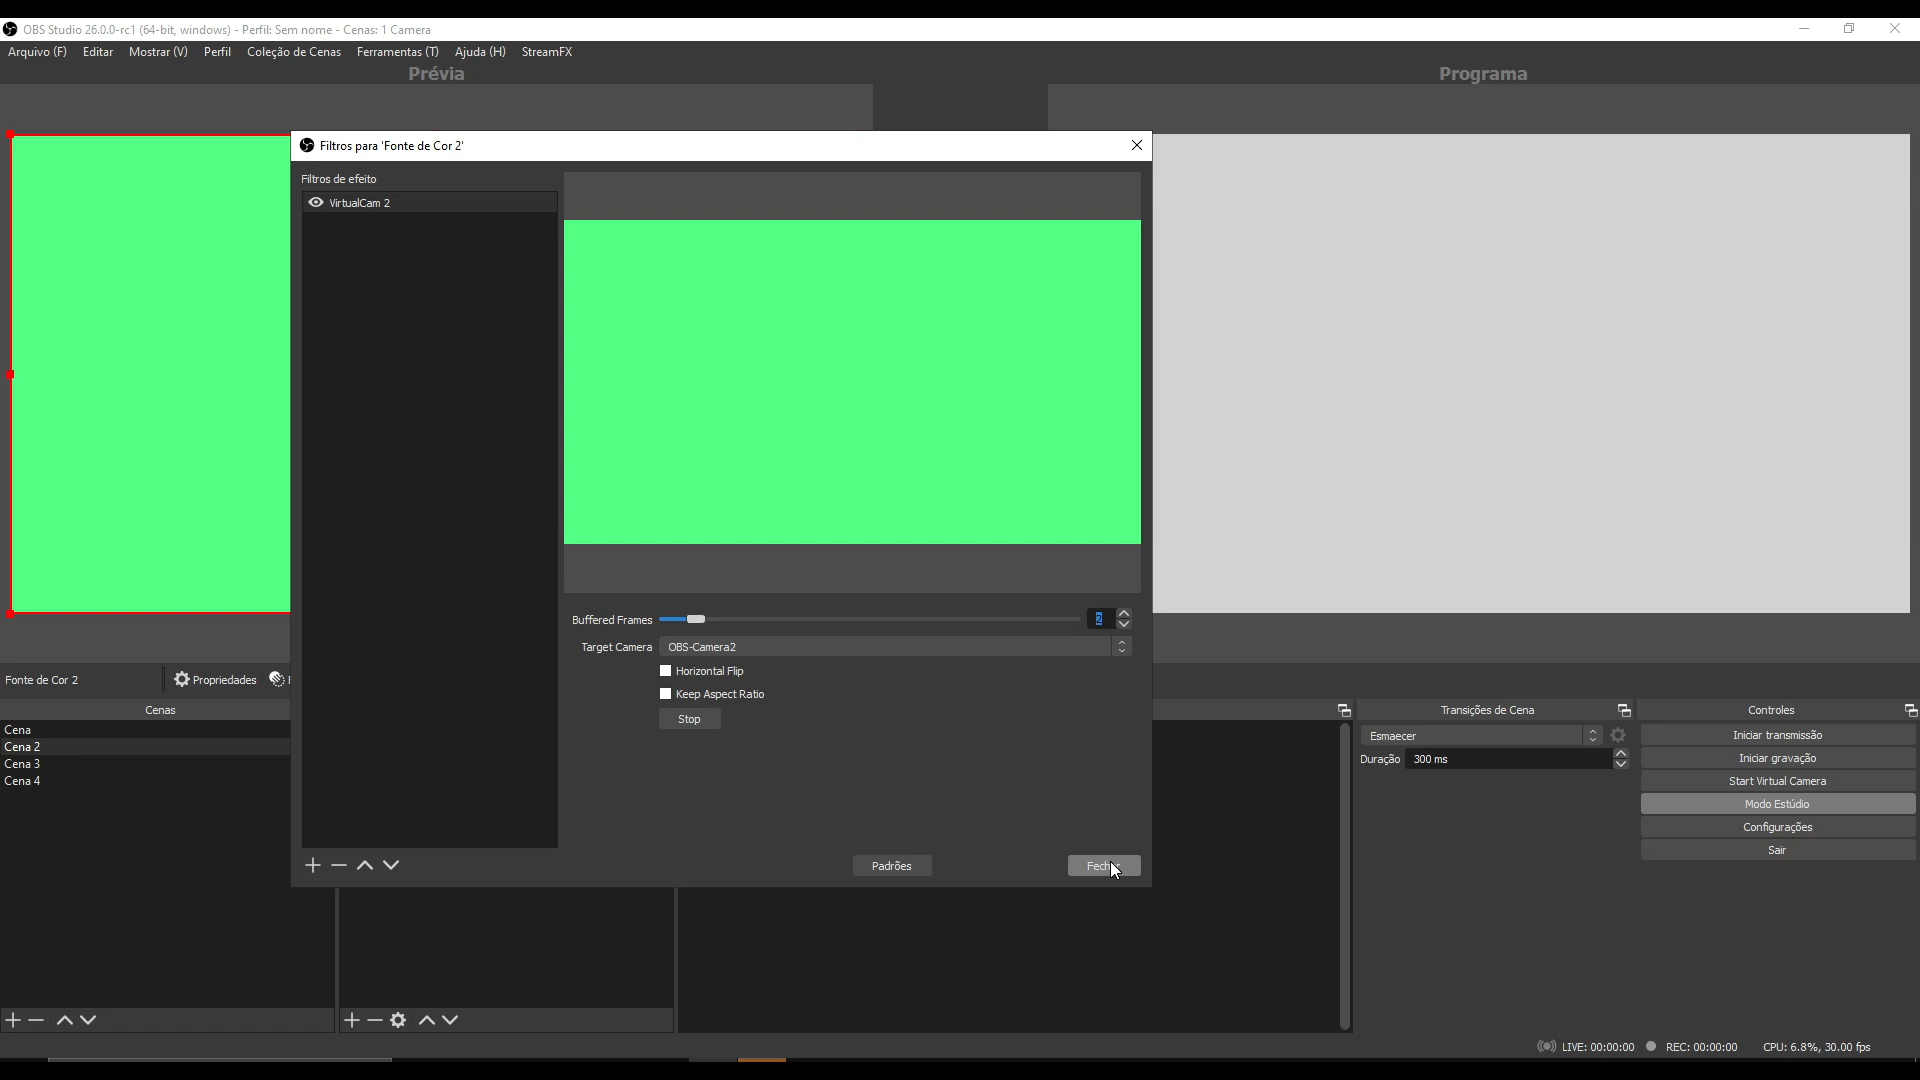 OBS Studio 26.0.0-rc1 (64-bit, windows) - Perfil: Sem nome - Cenas: 1 Camera
Arquivo (F) Editar Mostrar (V) Perfil Coleção de Cenas Ferramentas (T) Ajuda (H) StreamFX
Prévia
Programa
Filtros para 'Fonte de Cor 2'
Filtros de efeito
VirtualCam 2
Buffered Frames 2
Target Camera OBS-Camera2
Horizontal Flip
Keep Aspect Ratio
Stop
Padrões
Fonte de Cor 2 Propriedades
Cenas
Cena
Cena 2
Cena 3
Cena 4
Transições de Cena
Esmaecer
Duração 300 ms
Controles
Iniciar transmissão
Iniciar gravação
Start Virtual Camera
Modo Estúdio
Configurações
Sair
LIVE: 00:00:00 REC: 00:00:00 CPU: 6.8%, 30.00 fps